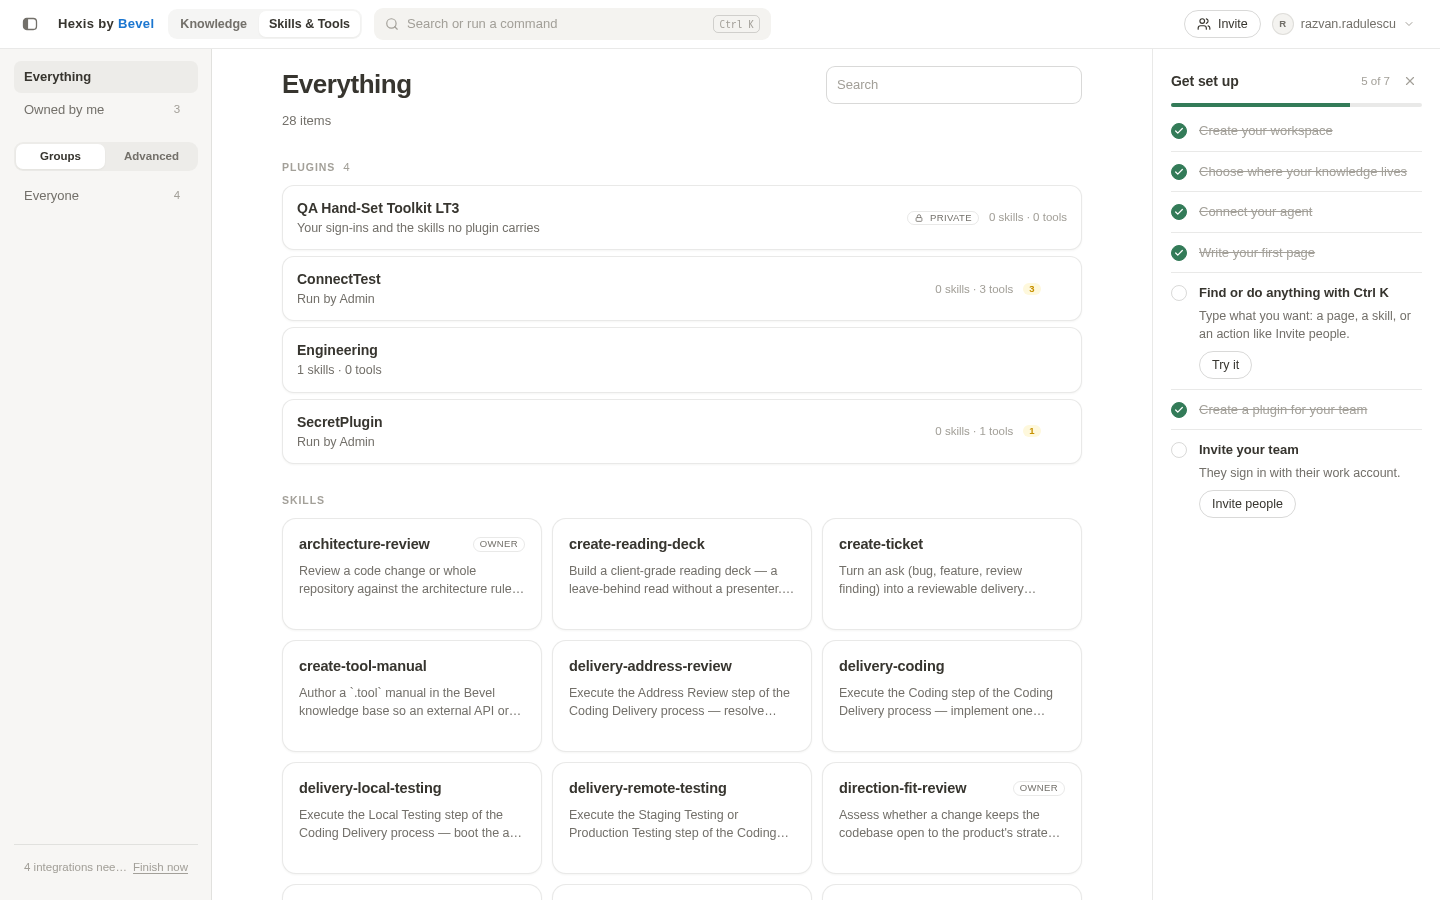 Hexis by Bevel
Knowledge
Skills & Tools
Search or run a command
Ctrl K
Invite
R
razvan.radulescu
Everything
Owned by me
3
Groups
Advanced
Everyone
4
4 integrations nee…
Finish now
Everything
Search
28 items
PLUGINS 4
QA Hand-Set Toolkit LT3
Your sign-ins and the skills no plugin carries
PRIVATE
0 skills · 0 tools
ConnectTest
Run by Admin
0 skills · 3 tools
3
Engineering
1 skills · 0 tools
SecretPlugin
Run by Admin
0 skills · 1 tools
1
SKILLS
architecture-review
OWNER
Review a code change or whole
repository against the architecture rule…
create-reading-deck
Build a client-grade reading deck — a
leave-behind read without a presenter.…
create-ticket
Turn an ask (bug, feature, review
finding) into a reviewable delivery…
create-tool-manual
Author a `.tool` manual in the Bevel
knowledge base so an external API or…
delivery-address-review
Execute the Address Review step of the
Coding Delivery process — resolve…
delivery-coding
Execute the Coding step of the Coding
Delivery process — implement one…
delivery-local-testing
Execute the Local Testing step of the
Coding Delivery process — boot the a…
delivery-remote-testing
Execute the Staging Testing or
Production Testing step of the Coding…
direction-fit-review
OWNER
Assess whether a change keeps the
codebase open to the product's strate…
Get set up
5 of 7
Create your workspace
Choose where your knowledge lives
Connect your agent
Write your first page
Find or do anything with Ctrl K
Type what you want: a page, a skill, or
an action like Invite people.
Try it
Create a plugin for your team
Invite your team
They sign in with their work account.
Invite people